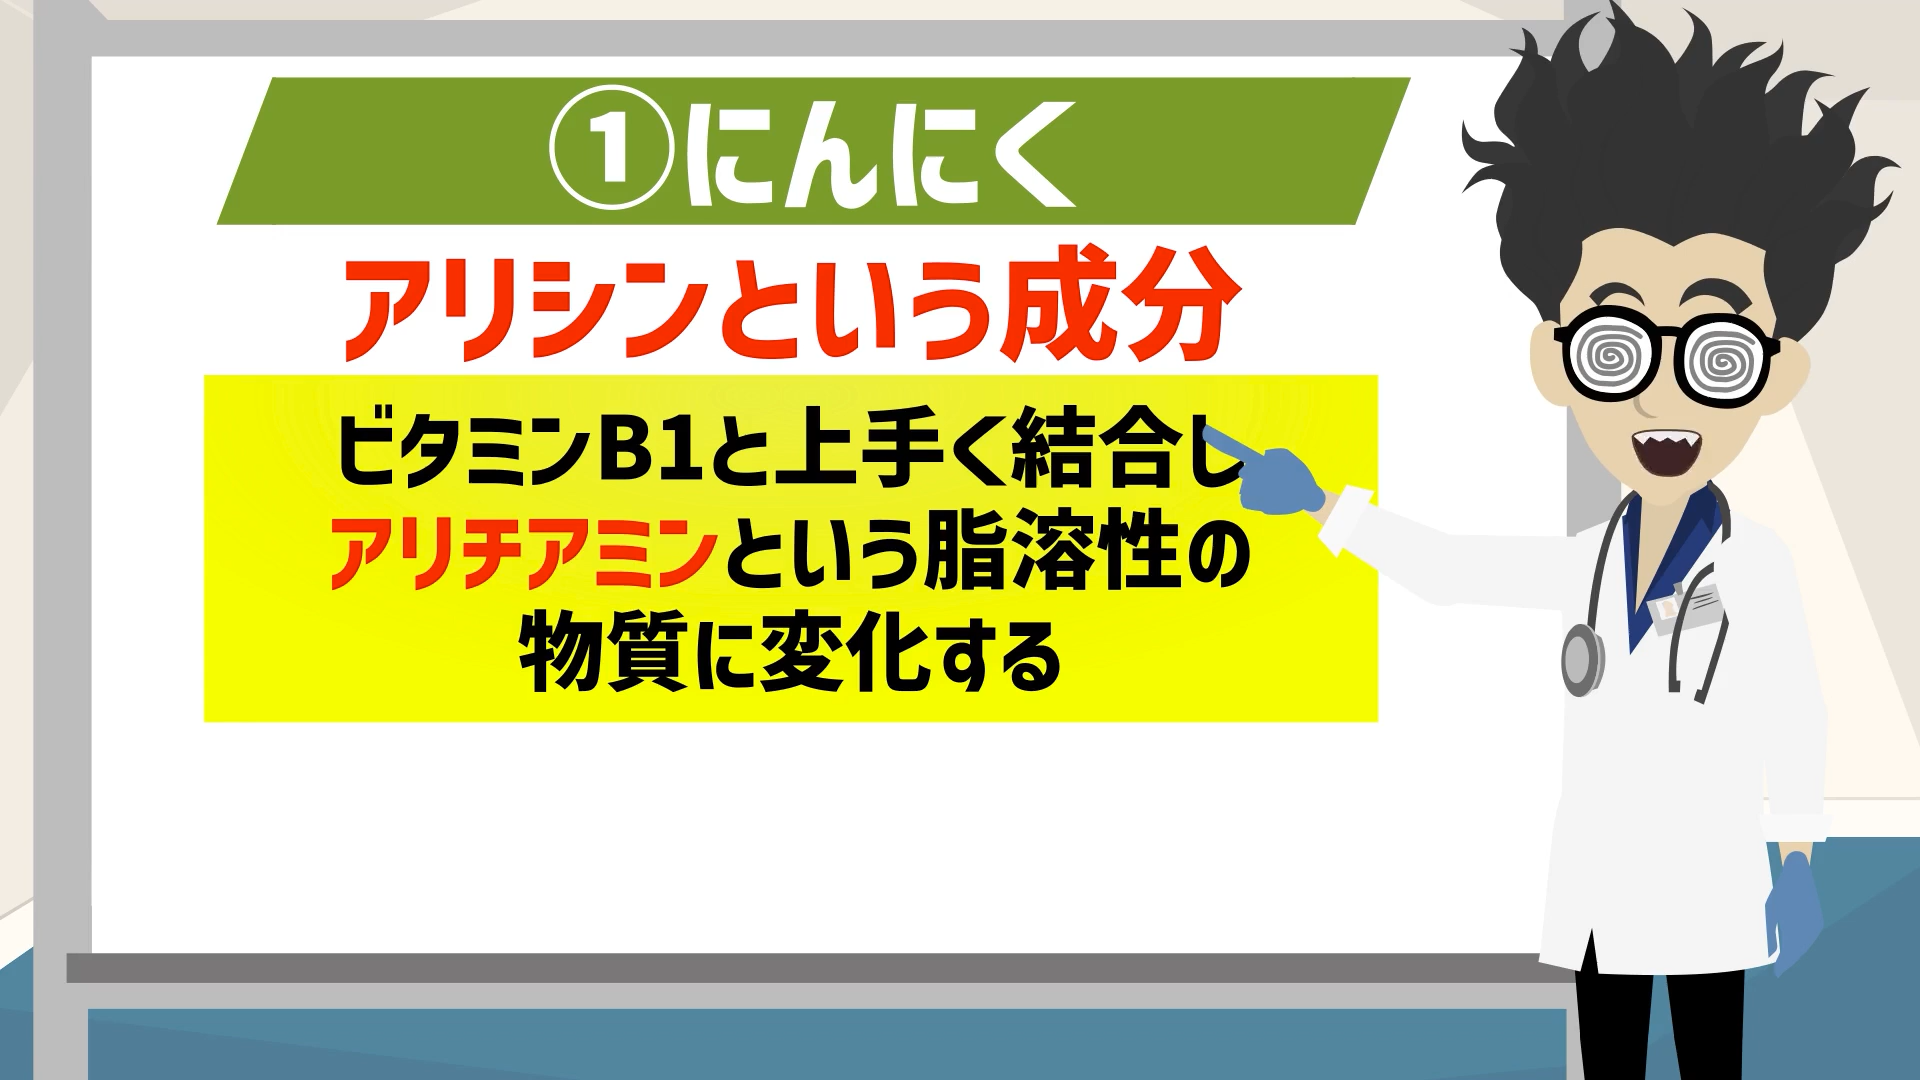 ①にんにく
アリシンという成分
ビタミンB1と上手く結合し
アリチアミンという脂溶性の
物質に変化する